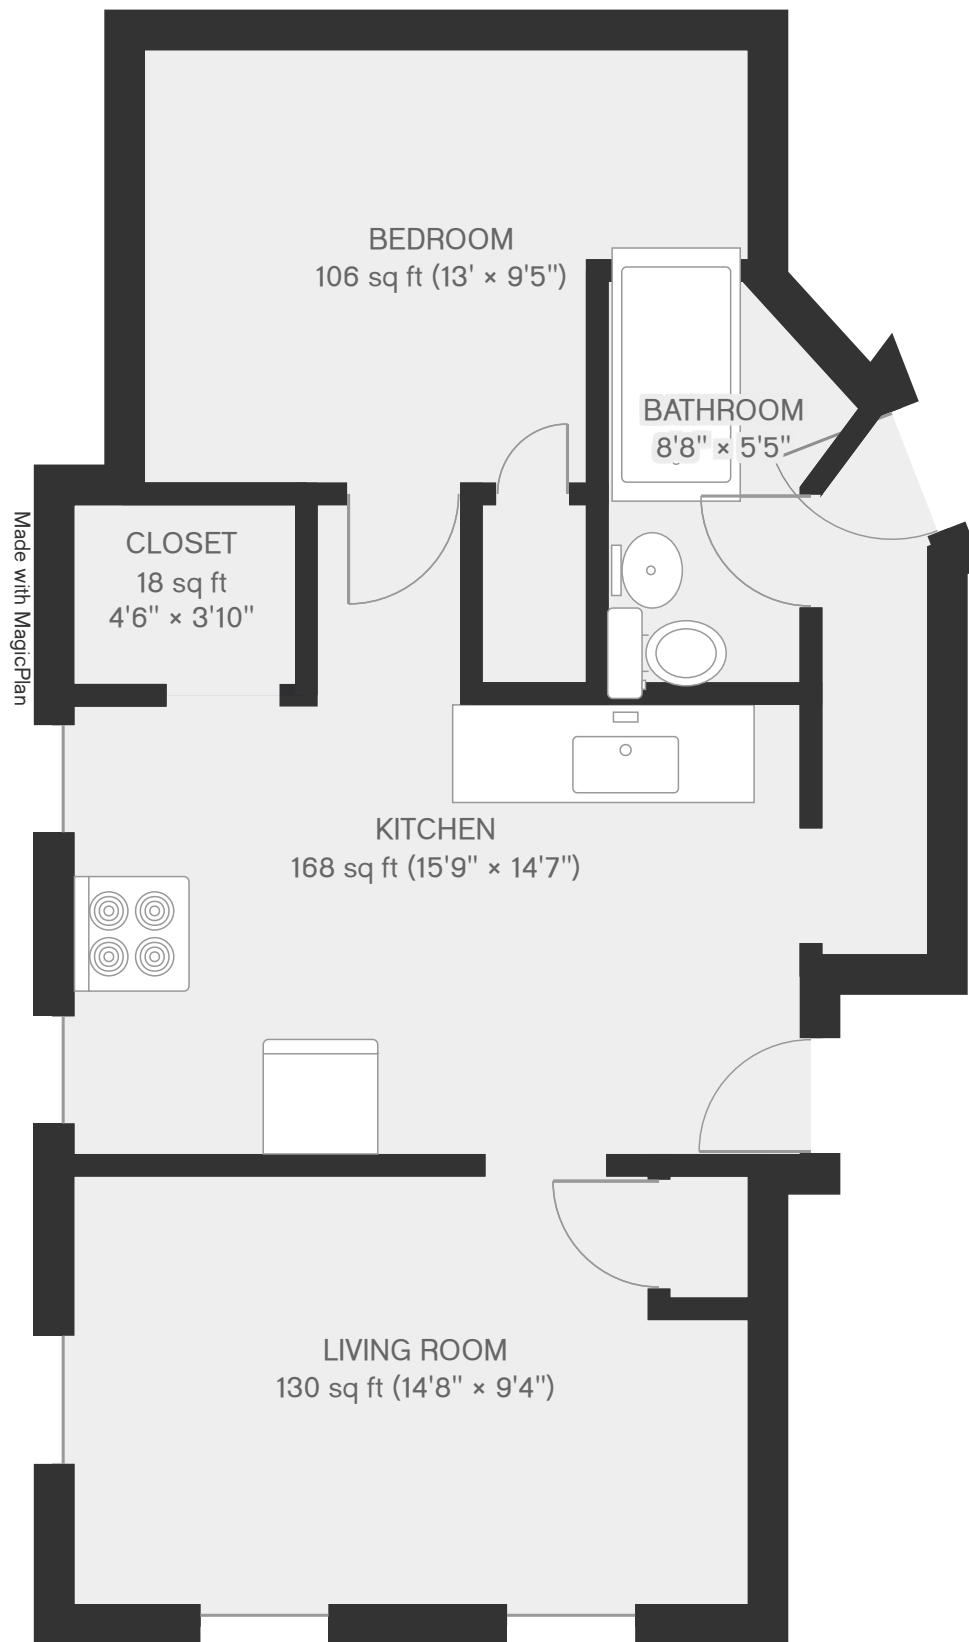 BEDROOM
106 sq ft (13' × 9'5")
BATHROOM
8'8" × 5'5"
CLOSET
18 sq ft
4'6" × 3'10"
Made with MagicPlan
KITCHEN
168 sq ft (15'9" × 14'7")
LIVING ROOM
130 sq ft (14'8" × 9'4")